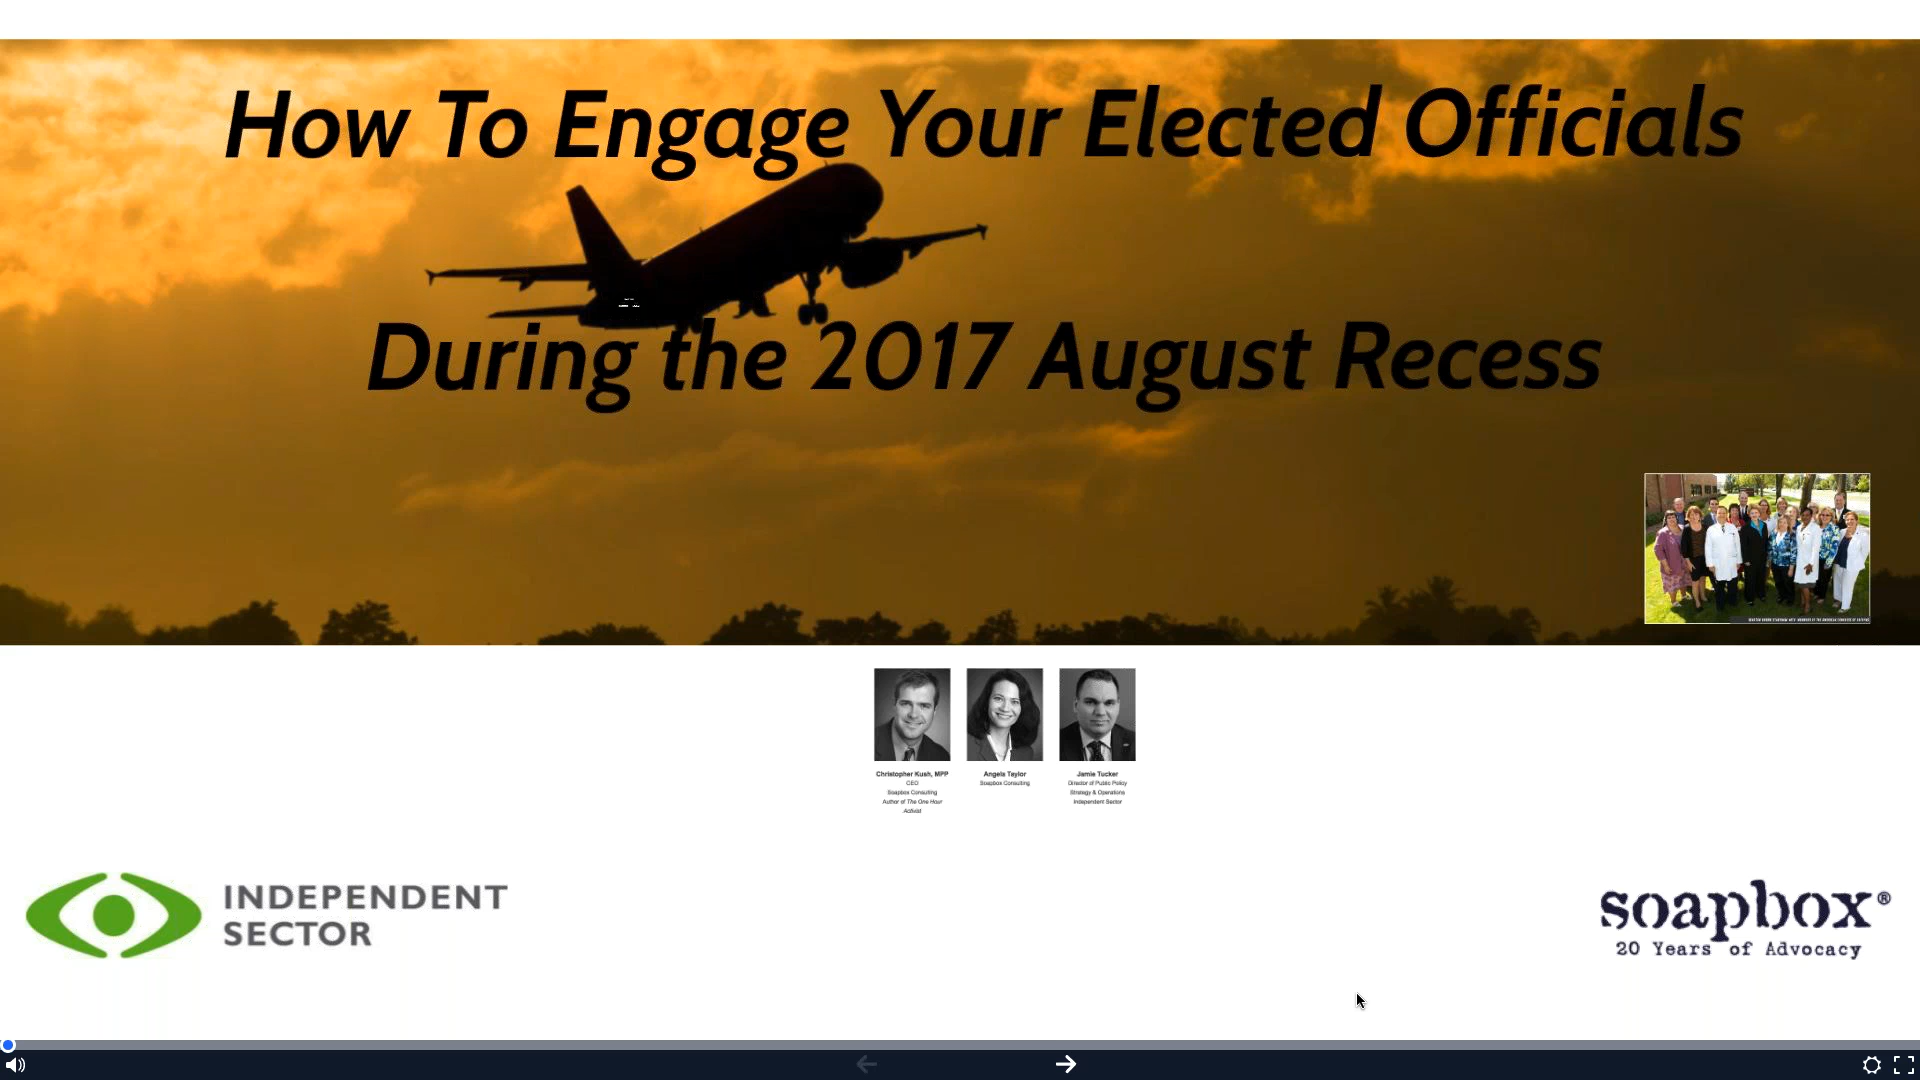 How To Engage Your Elected Officials
During the 2017 August Recess
Christopher Kush, MPP
CEO
Soapbox Consulting
Author of The One Hour
Activist
Angela Taylor
Soapbox Consulting
Jamie Tucker
Director of Public Policy
Strategy & Operations
Independent Sector
INDEPENDENT
SECTOR
soapbox®
20 Years of Advocacy